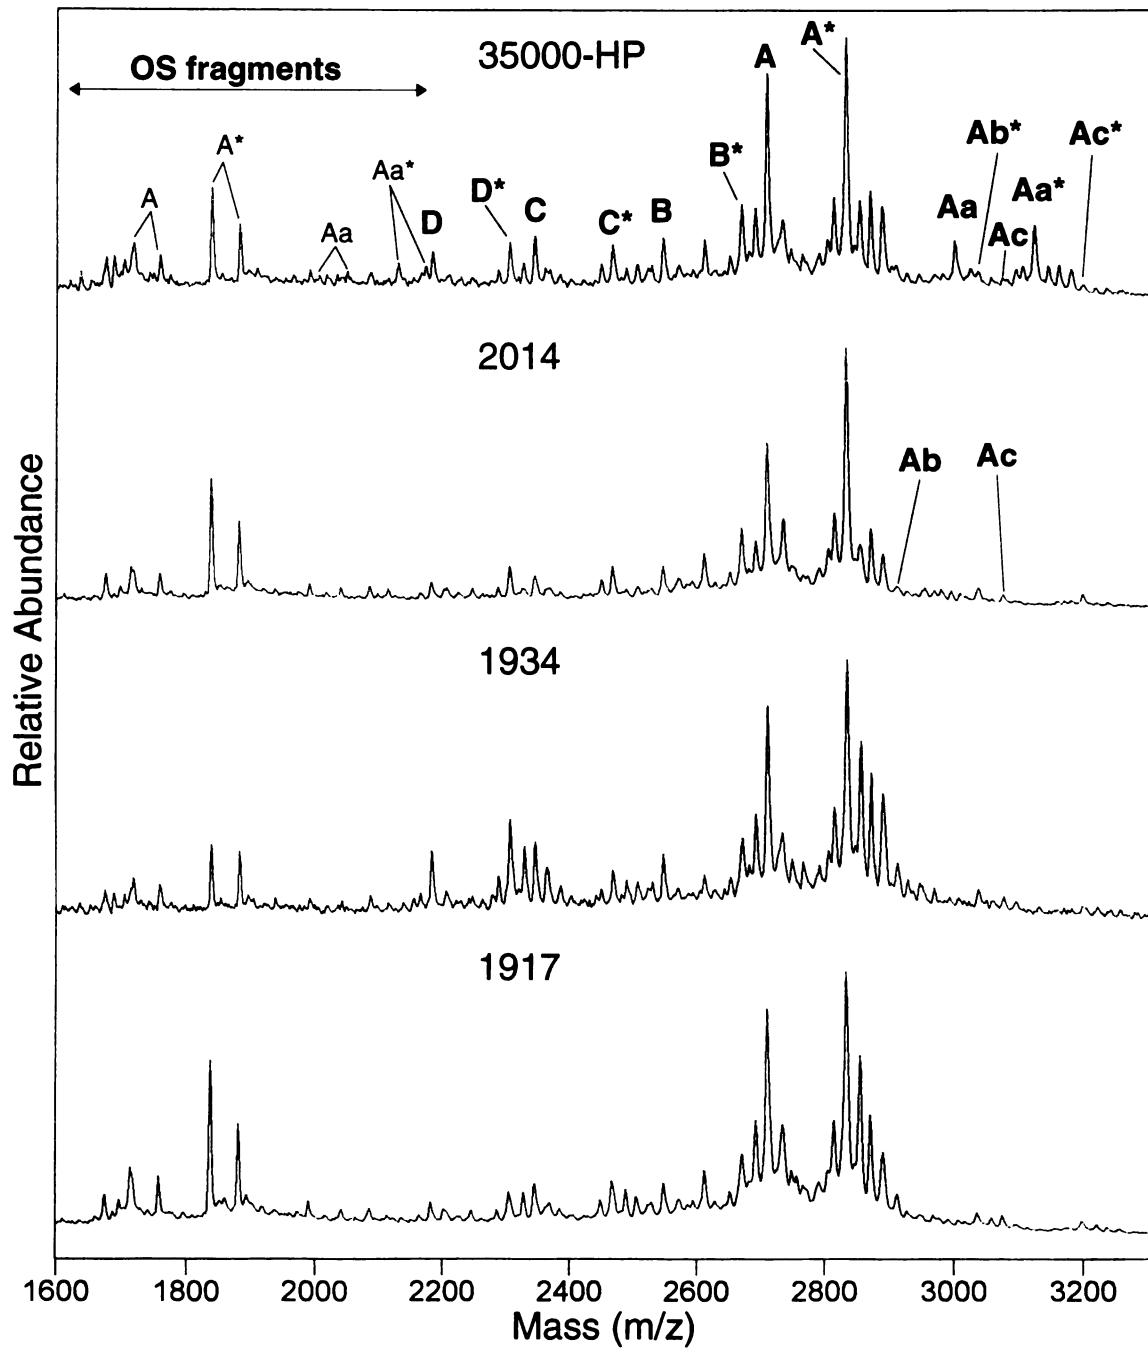 35000-HP
A*
A
OS fragments
Ab*
Ac*
A*
B*
Aa*
Aa*
D*
A
C
B
Aa
D
C*
Ac
Aa
2014
Ab
Ac
Relative Abundance
1934
1917
1600 1800 2000 2200 2400 2600 2800 3000 3200
Mass (m/z)